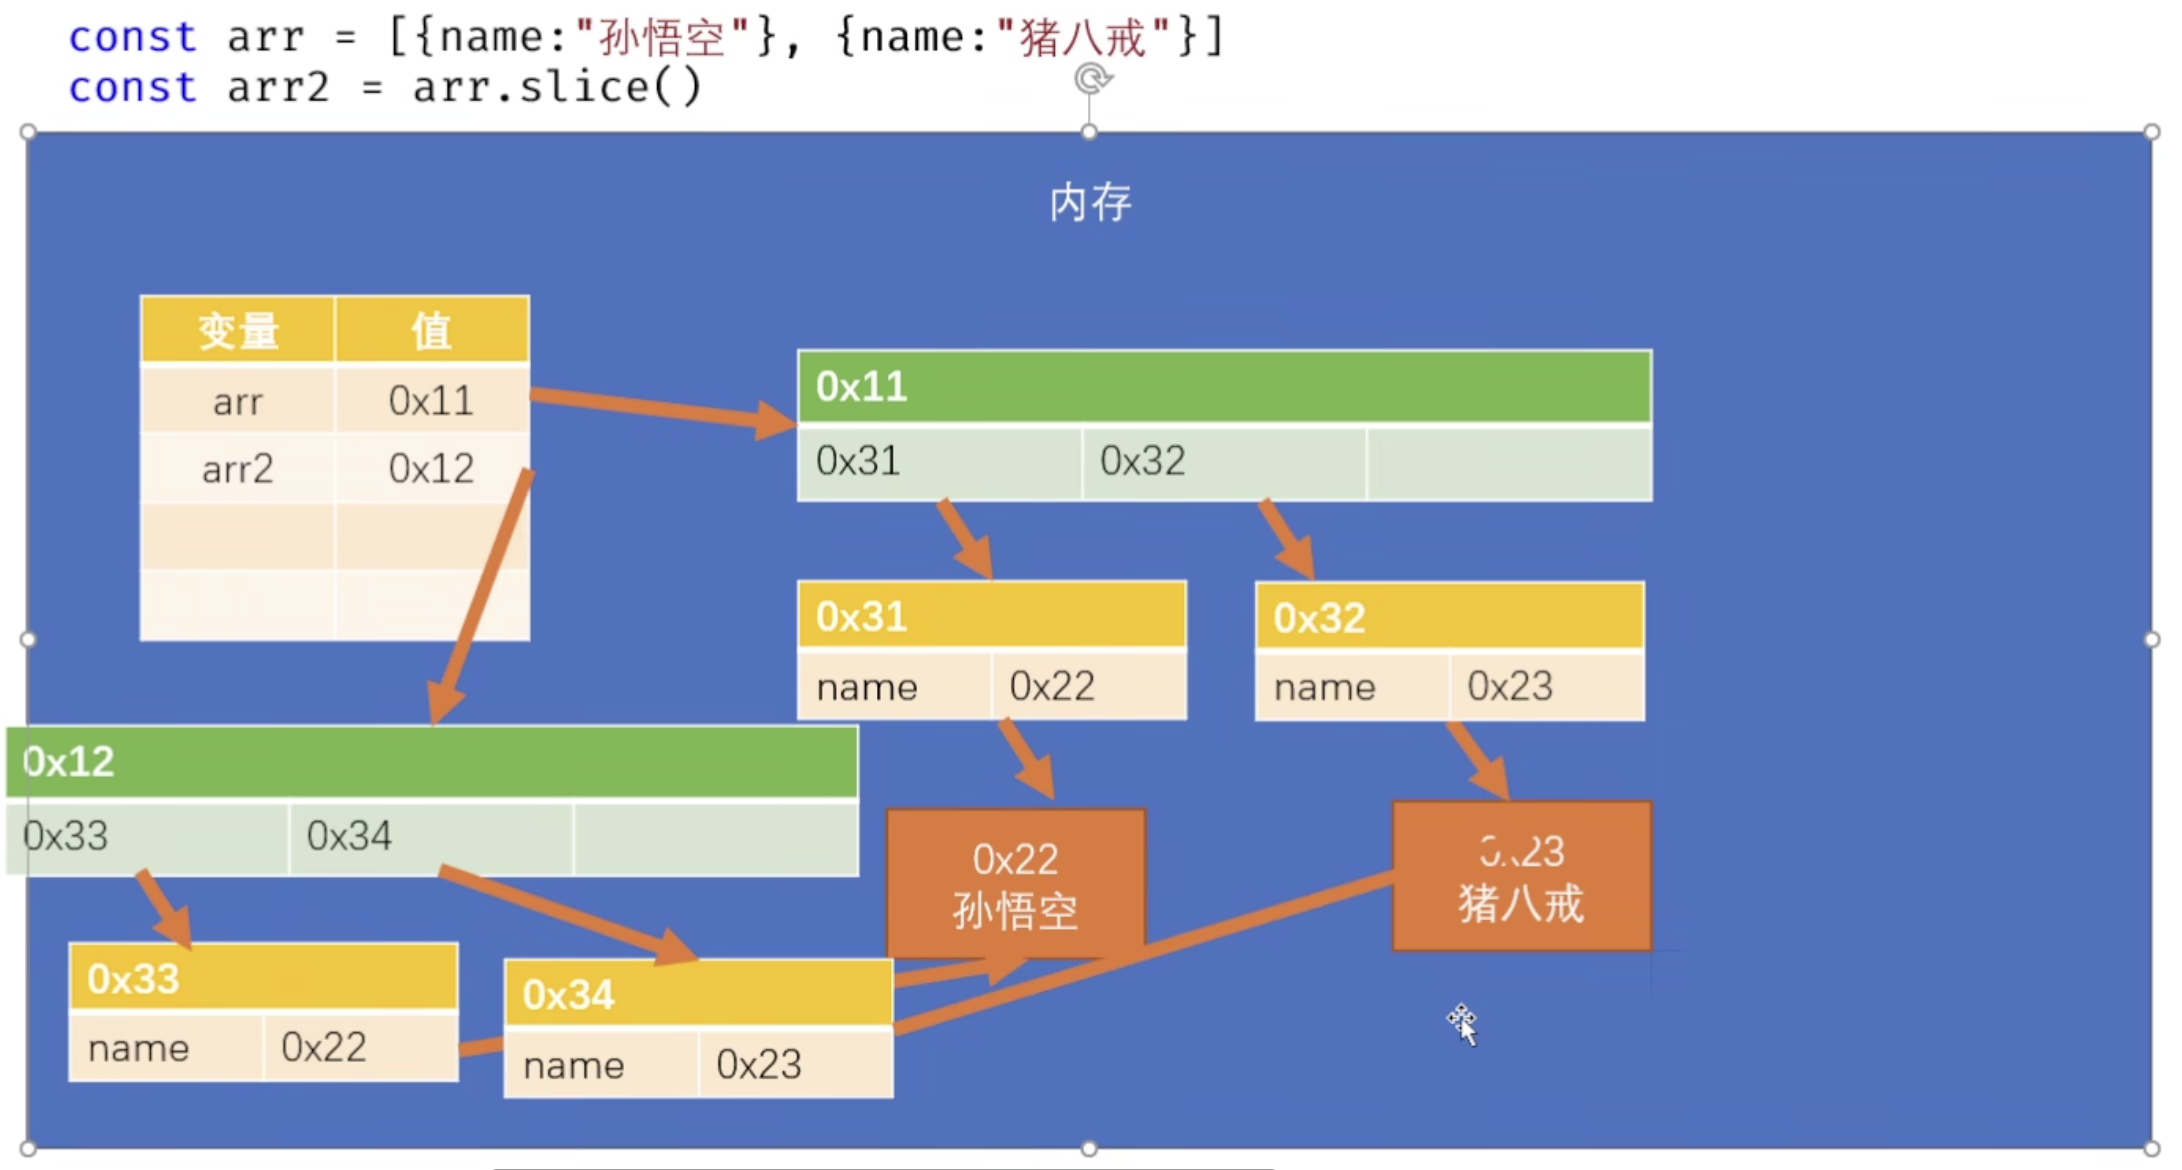 const arr = [{name:"孙悟空"}, {name:"猪八戒"}]
const arr2 = arr.slice()
内存
变量 值
arr 0x11
arr2 0x12
0x11
0x31 0x32
0x31
name 0x22
0x32
name 0x23
0x12
0x33 0x34
0x22
孙悟空
0x23
猪八戒
0x33
name 0x22
0x34
name 0x23